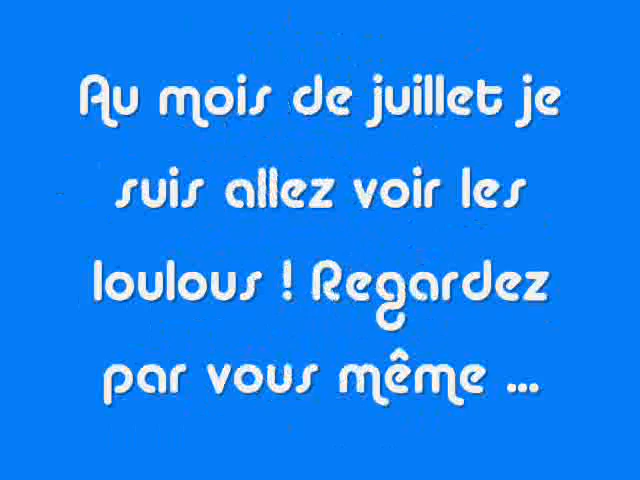 Au mois de juillet je
suis allez voir les
loulous ! Regardez
par vous même ...